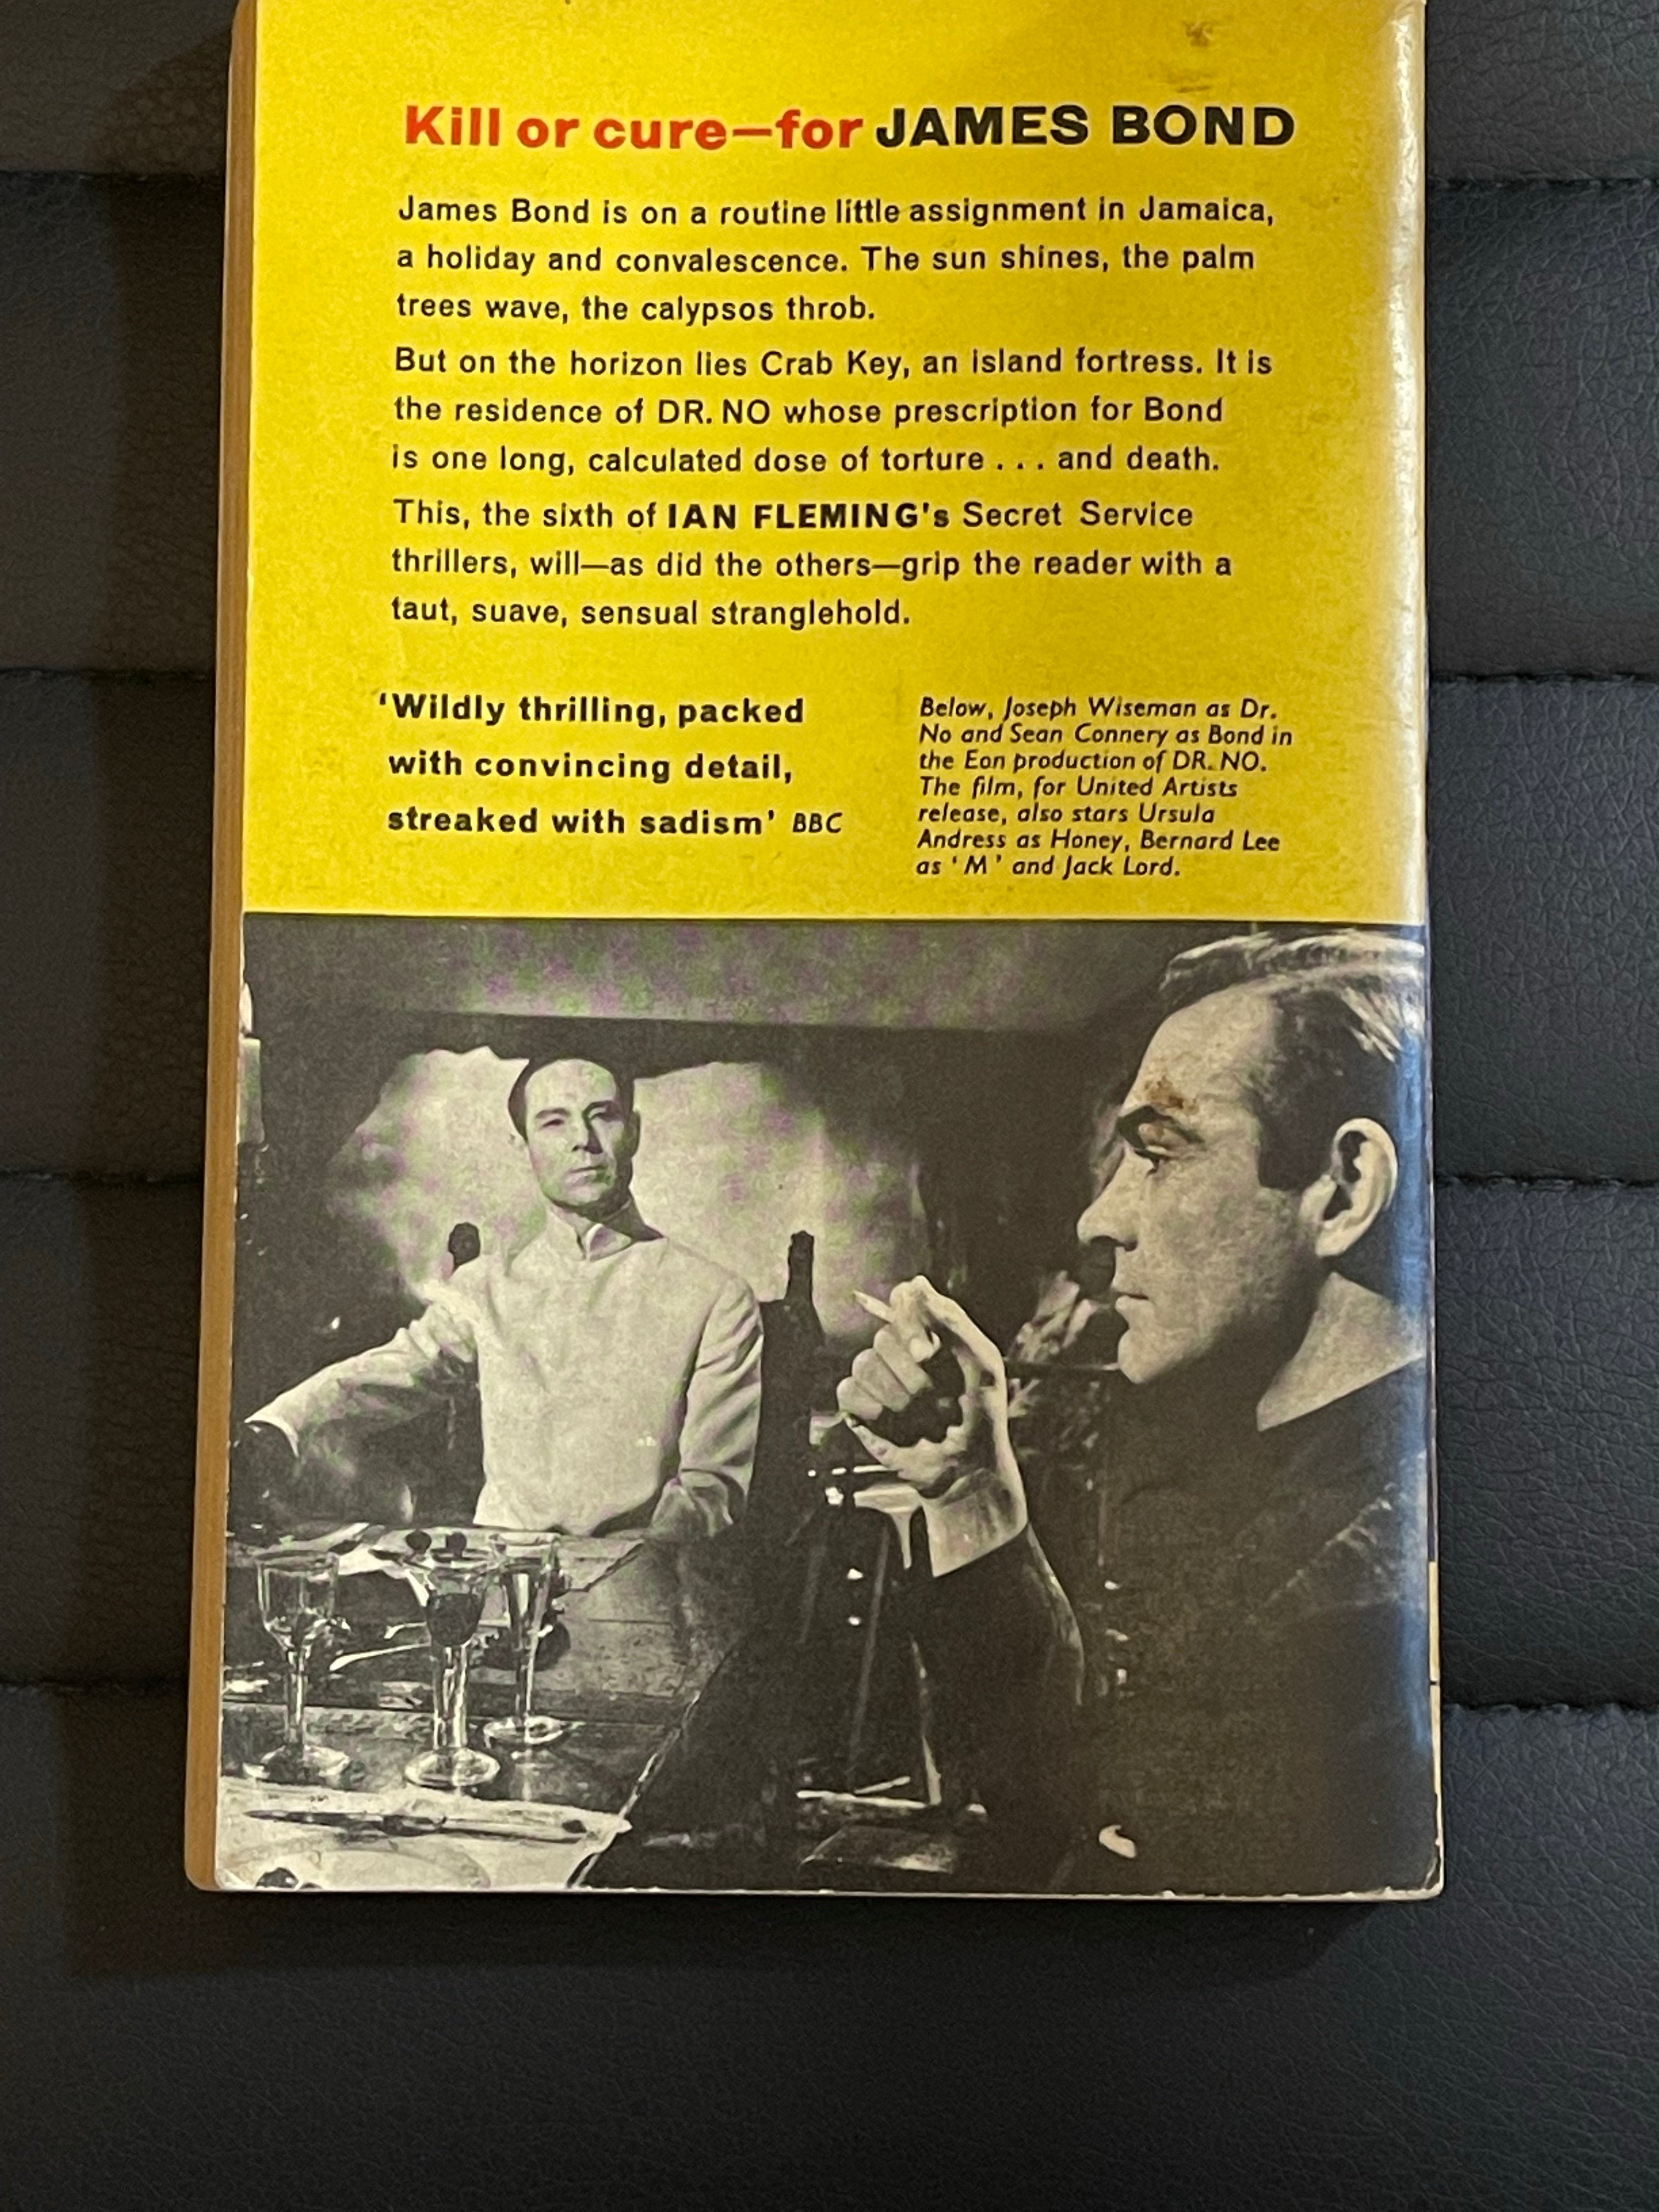 Kill or cure—for JAMES BOND
James Bond is on a routine little assignment in Jamaica,
a holiday and convalescence. The sun shines, the palm
trees wave, the calypsos throb.
But on the horizon lies Crab Key, an island fortress. It is
the residence of DR. NO whose prescription for Bond
is one long, calculated dose of torture . . . and death.
This, the sixth of IAN FLEMING's Secret Service
thrillers, will—as did the others—grip the reader with a
taut, suave, sensual stranglehold.
'Wildly thrilling, packed
with convincing detail,
streaked with sadism' BBC
Below, Joseph Wiseman as Dr.
No and Sean Connery as Bond in
the Eon production of DR. NO.
The film, for United Artists
release, also stars Ursula
Andress as Honey, Bernard Lee
as 'M' and Jack Lord.